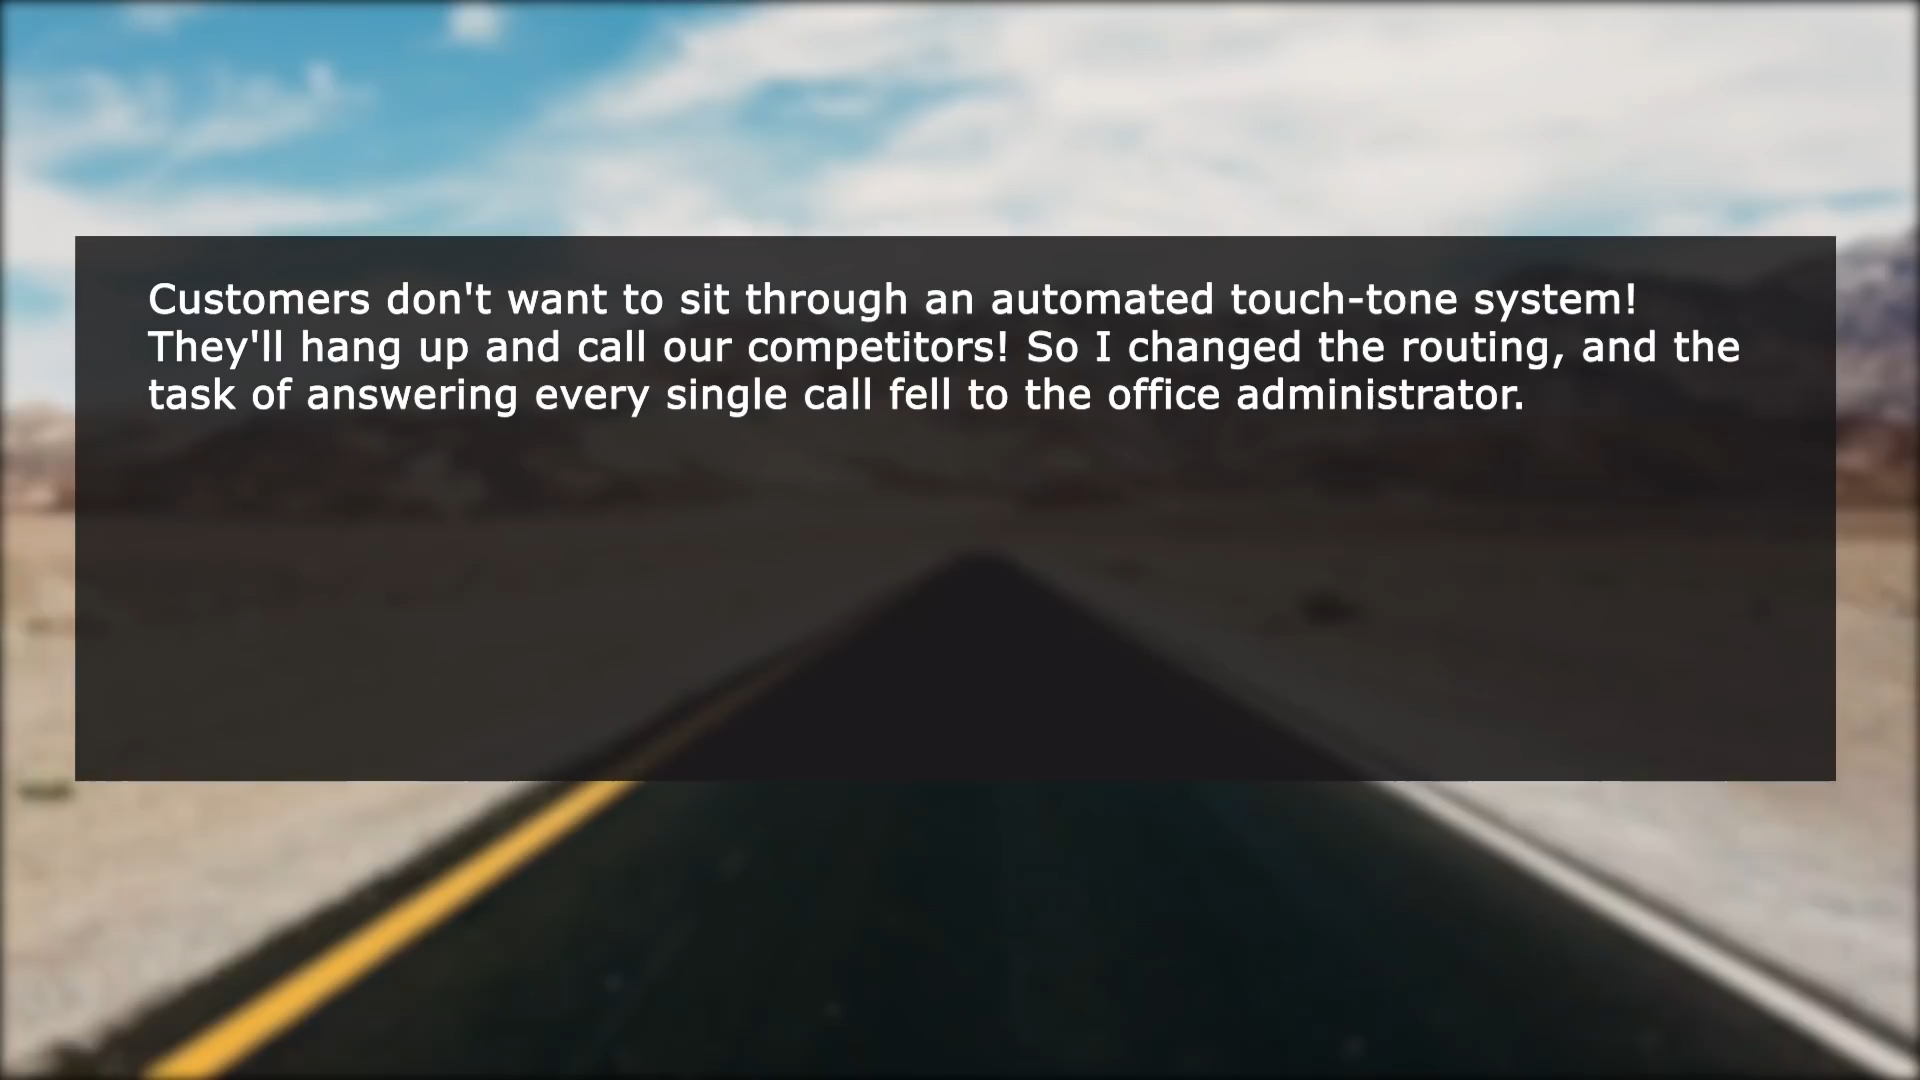 Customers don't want to sit through an automated touch-tone system!
They'll hang up and call our competitors! So I changed the routing, and the
task of answering every single call fell to the office administrator.